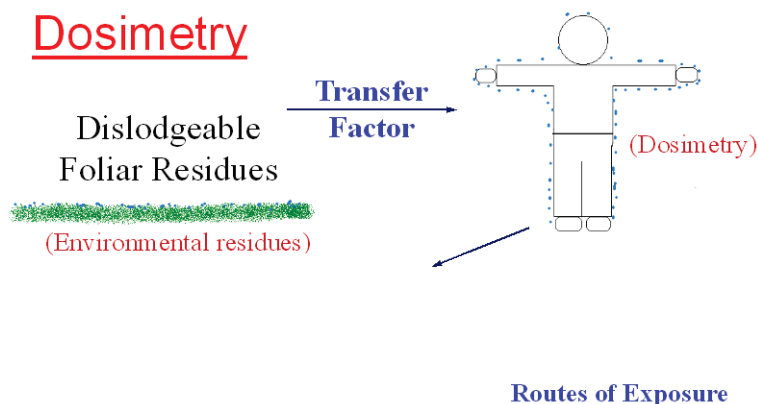 Dosimetry
Transfer
Factor
Dislodgeable
Foliar Residues
(Environmental residues)
(Dosimetry)
Routes of Exposure